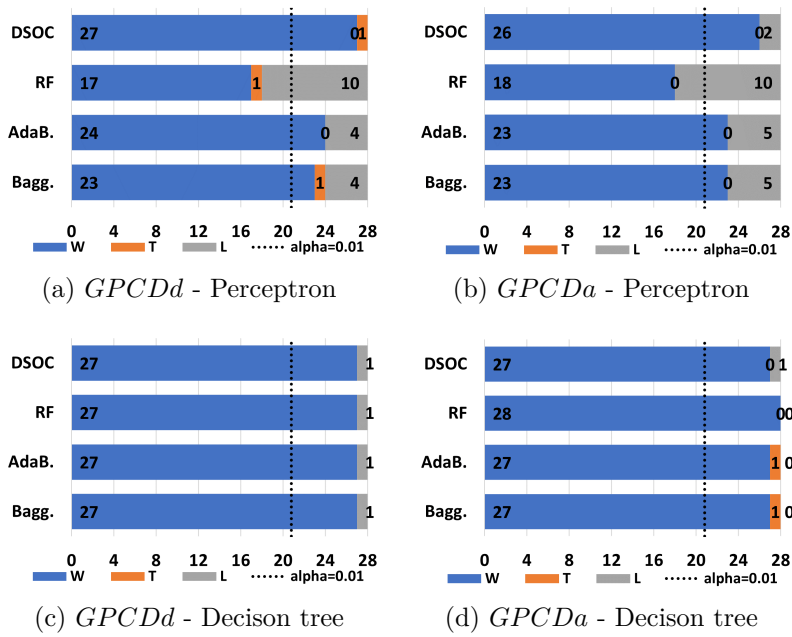 DSOC 27 0 1
RF 17 1 10
AdaB. 24 0 4
Bagg. 23 1 4
0 4 8 12 16 20 24 28
W T L alpha=0.01
(a) GPCDd - Perceptron
DSOC 26 0 2
RF 18 0 10
AdaB. 23 0 5
Bagg. 23 0 5
0 4 8 12 16 20 24 28
W T L alpha=0.01
(b) GPCDa - Perceptron
DSOC 27 1
RF 27 1
AdaB. 27 1
Bagg. 27 1
0 4 8 12 16 20 24 28
W T L alpha=0.01
(c) GPCDd - Decison tree
DSOC 27 0 1
RF 28 0 0
AdaB. 27 1 0
Bagg. 27 1 0
0 4 8 12 16 20 24 28
W T L alpha=0.01
(d) GPCDa - Decison tree